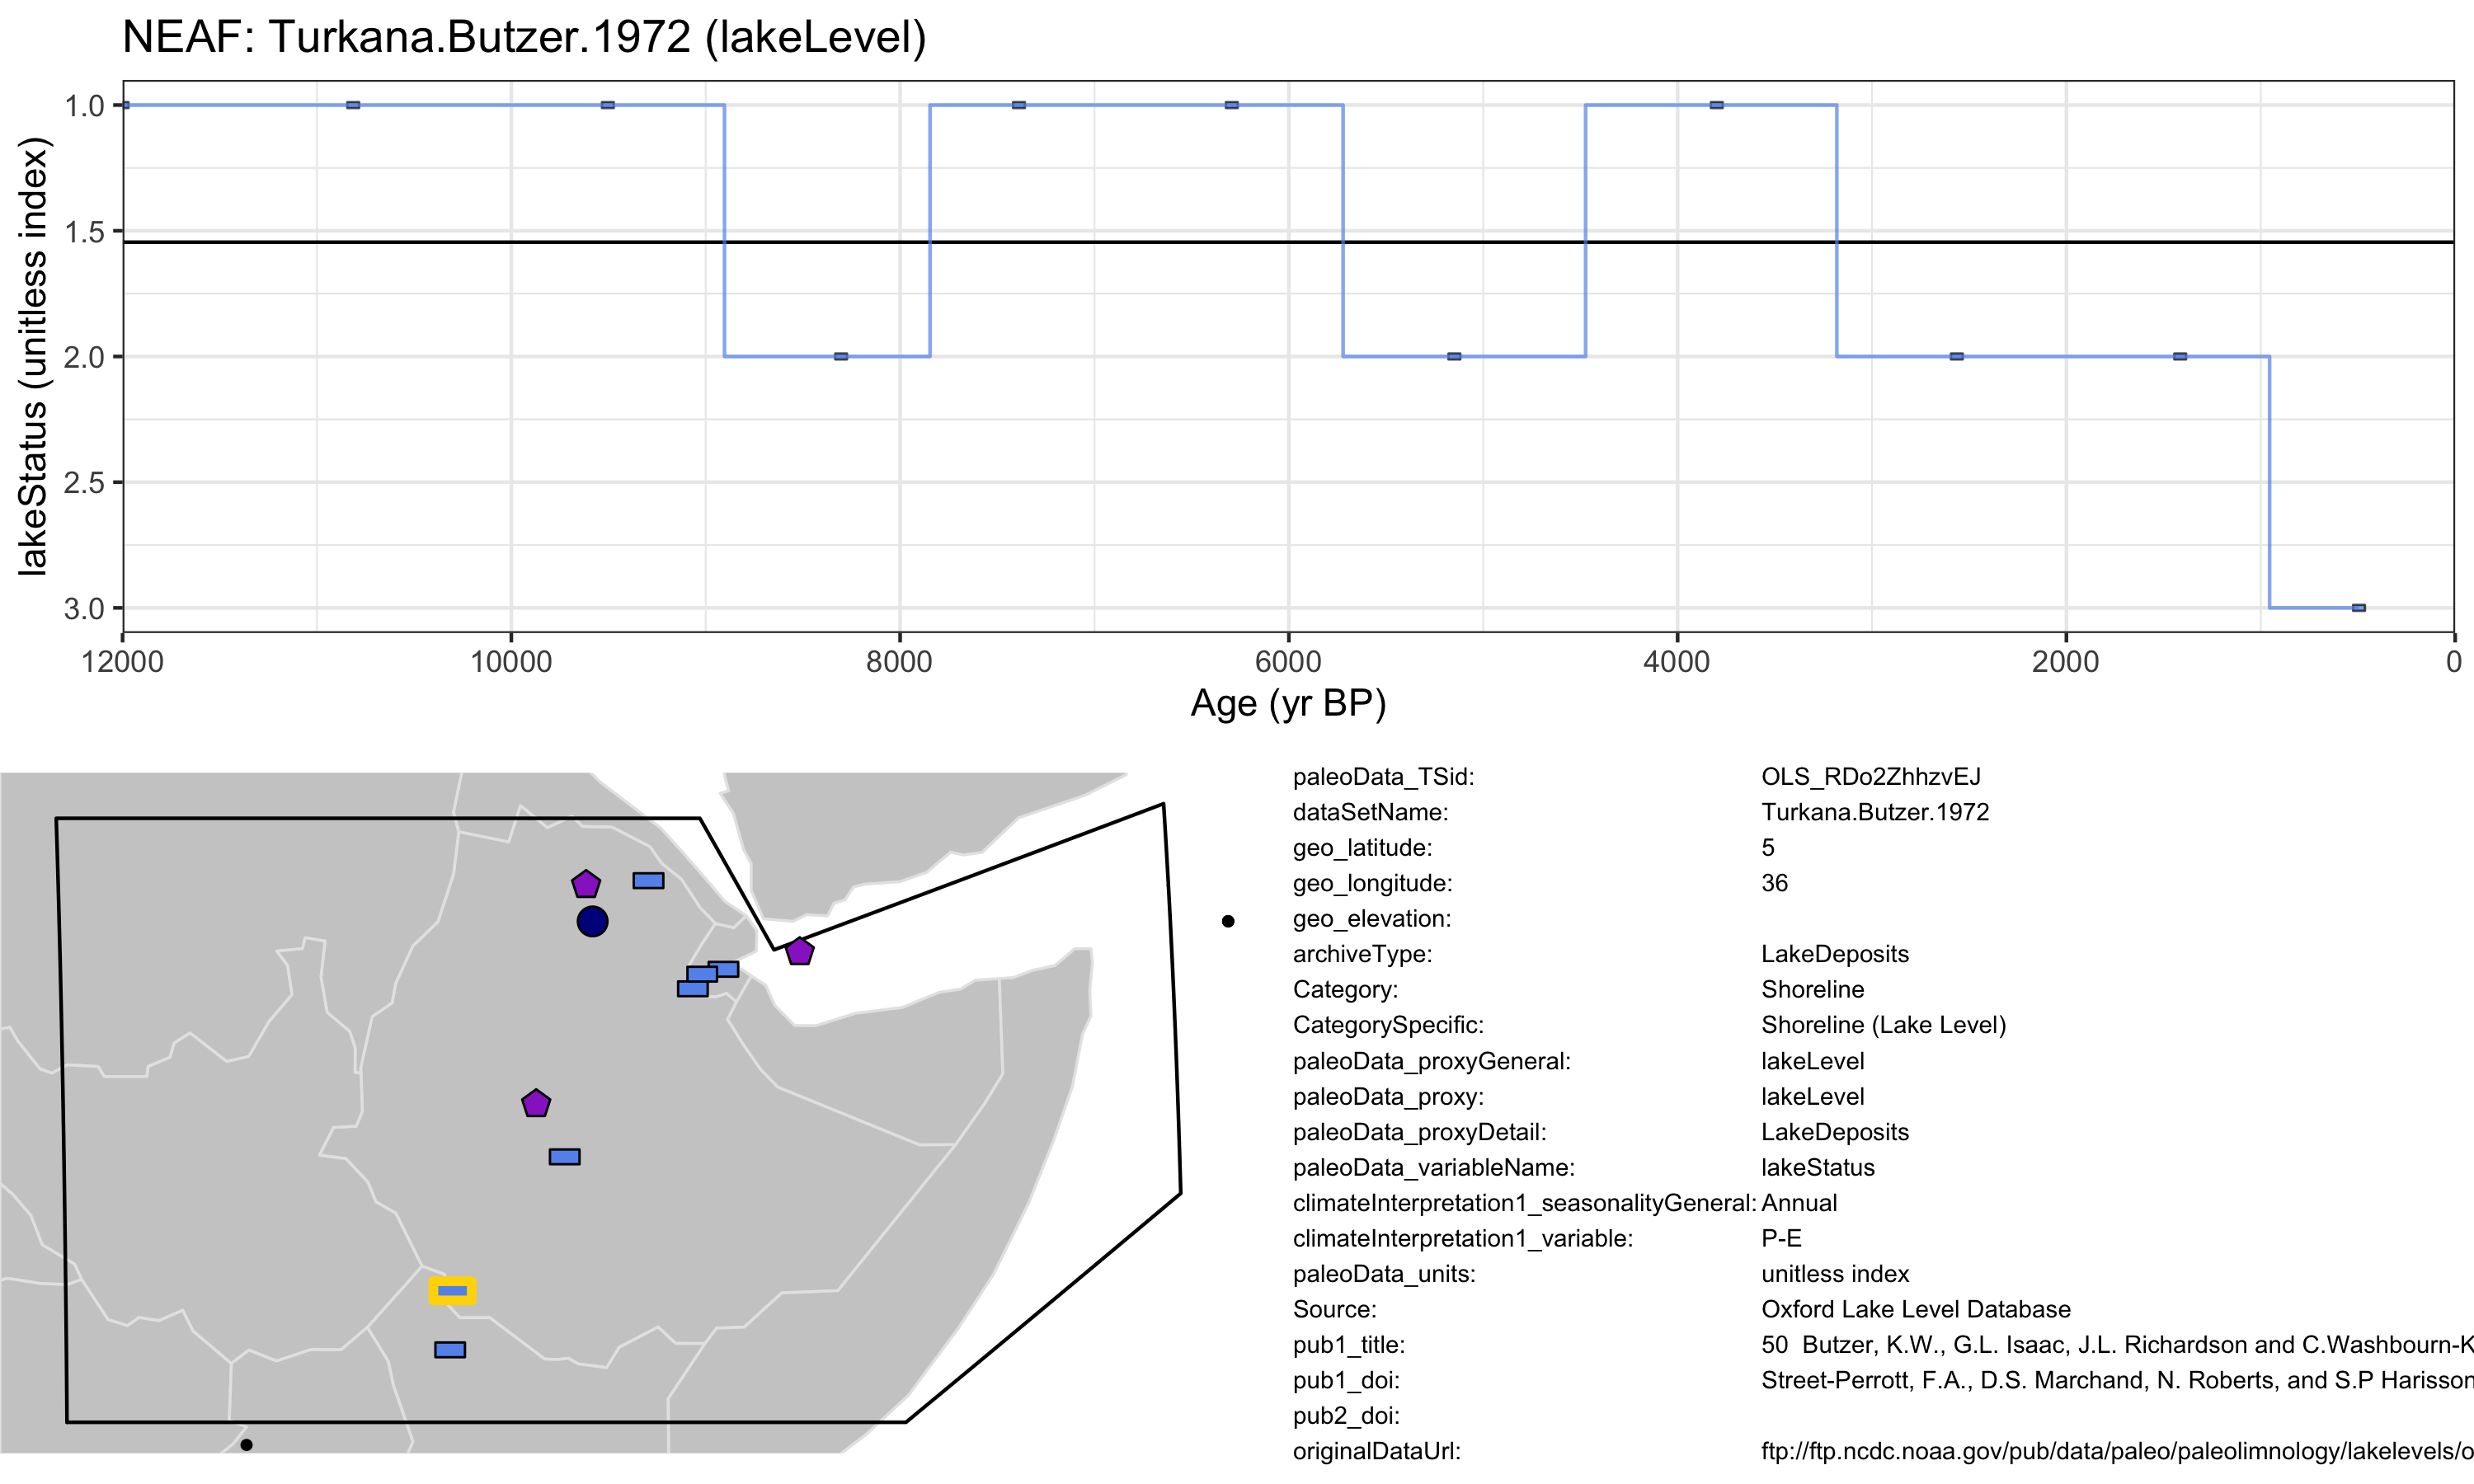 NEAF: Turkana.Butzer.1972 (lakeLevel)
lakeStatus (unitless index)
1.0
1.5
2.0
2.5
3.0
12000 10000 8000 6000 4000 2000 0
Age (yr BP)
paleoData_TSid: OLS_RDo2ZhhzvEJ
dataSetName: Turkana.Butzer.1972
geo_latitude: 5
geo_longitude: 36
geo_elevation:
archiveType: LakeDeposits
Category: Shoreline
CategorySpecific: Shoreline (Lake Level)
paleoData_proxyGeneral: lakeLevel
paleoData_proxy: lakeLevel
paleoData_proxyDetail: LakeDeposits
paleoData_variableName: lakeStatus
climateInterpretation1_seasonalityGeneral: Annual
climateInterpretation1_variable: P-E
paleoData_units: unitless index
Source: Oxford Lake Level Database
pub1_title: 50 Butzer, K.W., G.L. Isaac, J.L. Richardson and C.Washbourn-K
pub1_doi: Street-Perrott, F.A., D.S. Marchand, N. Roberts, and S.P Harisson
pub2_doi:
originalDataUrl: ftp://ftp.ncdc.noaa.gov/pub/data/paleo/paleolimnology/lakelevels/o